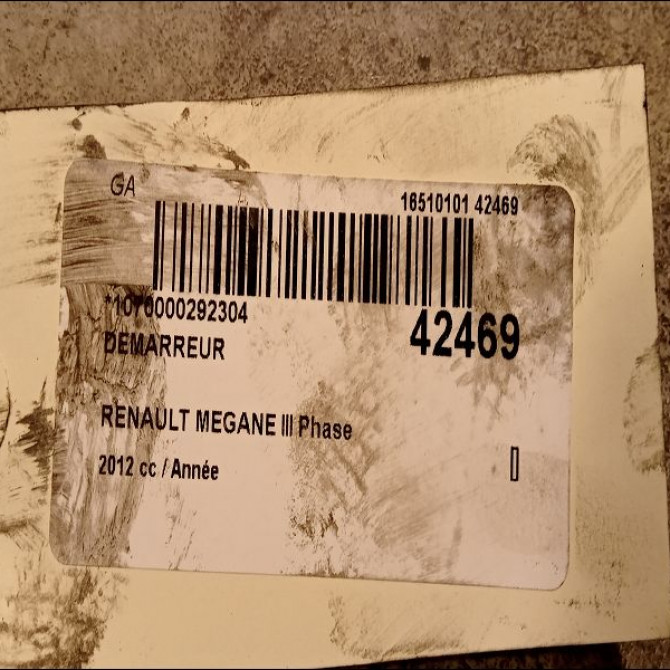 GA
16510101 42469
*1070000292304
42469
DEMARREUR
RENAULT MEGANE III Phase
2012 cc / Année